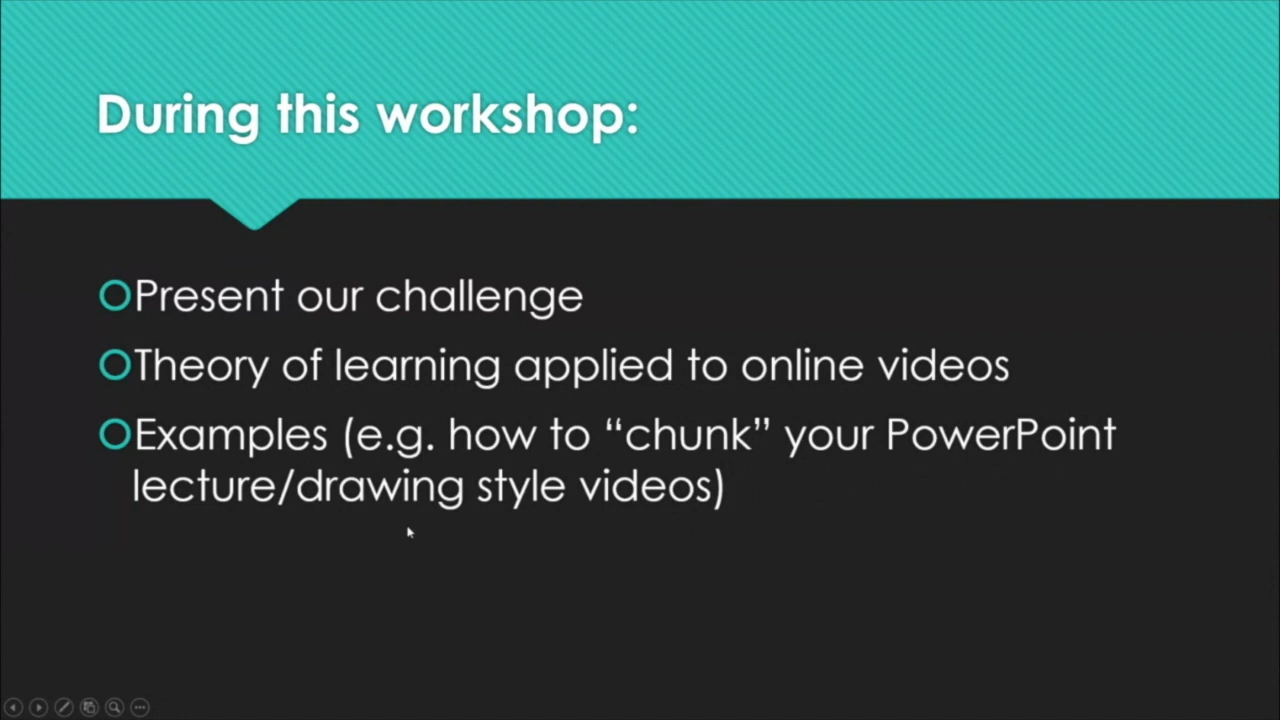 During this workshop:
Present our challenge
Theory of learning applied to online videos
Examples (e.g. how to “chunk” your PowerPoint
lecture/drawing style videos)